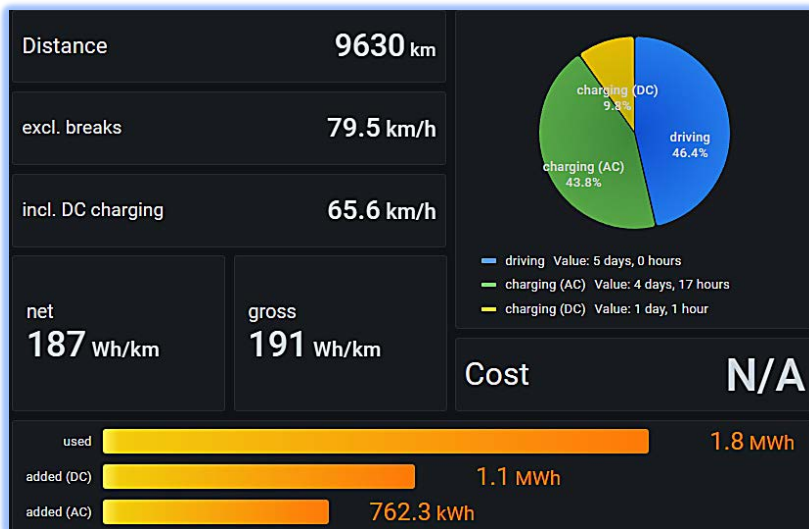 Distance 9630 km
excl. breaks 79.5 km/h
incl. DC charging 65.6 km/h
net
187 Wh/km
gross
191 Wh/km
charging (DC)
9.8%
driving
46.4%
charging (AC)
43.8%
driving Value: 5 days, 0 hours
charging (AC) Value: 4 days, 17 hours
charging (DC) Value: 1 day, 1 hour
Cost N/A
used 1.8 MWh
added (DC) 1.1 MWh
added (AC) 762.3 kWh